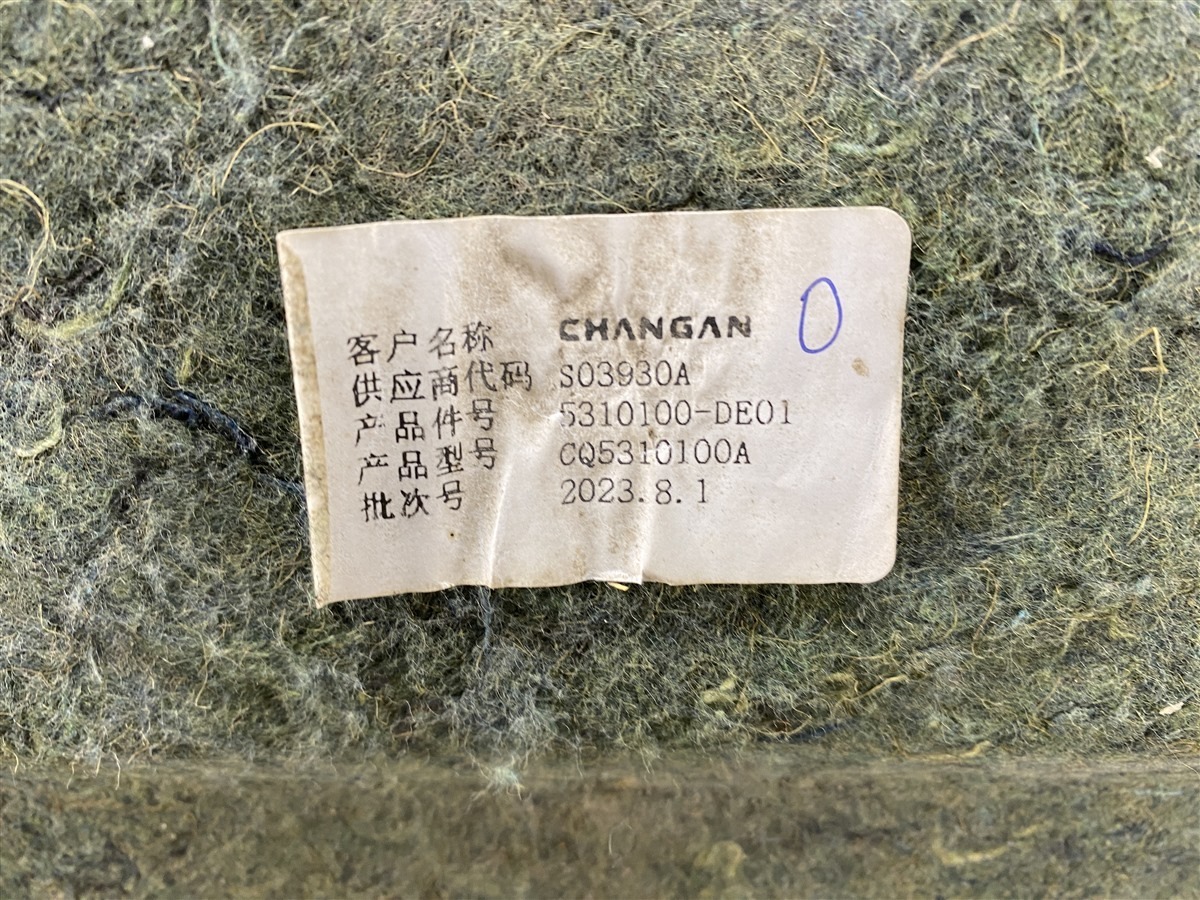 客户名称 CHANGAN 0
供应商代码 S03930A
产品件号 5310100-DE01
产品型号 CQ5310100A
批次号 2023.8.1